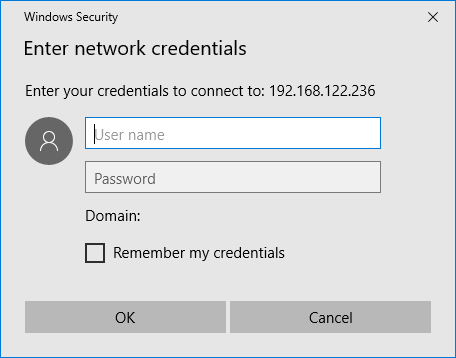 Windows Security
Enter network credentials
Enter your credentials to connect to: 192.168.122.236
User name
Password
Domain:
Remember my credentials
OK
Cancel